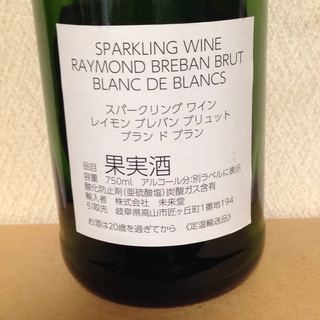 SPARKLING WINE
RAYMOND BREBAN BRUT
BLANC DE BLANCS
スパークリング ワイン
レイモン ブレバン ブリュット
ブラン ド ブラン
品目 果実酒
容量 750ml アルコール分:別ラベルに表示
酸化防止剤(亜硫酸塩)炭酸ガス含有
輸入者 株式会社 未来堂
引取先 岐阜県高山市匠ヶ丘町1番地194
お酒は20歳を過ぎてから 《定温輸送品》